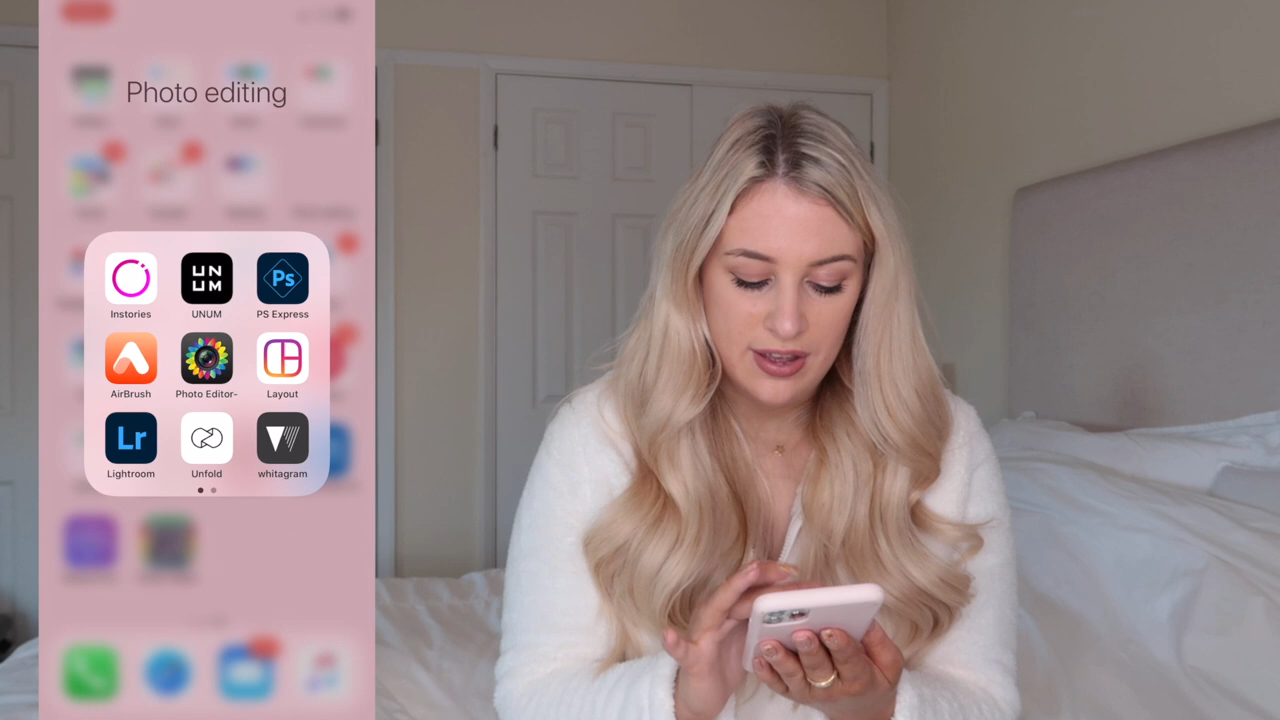 Photo editing
UN
UM
Ps
Instories
UNUM
PS Express
AirBrush
Photo Editor-
Layout
Lr
Lightroom
Unfold
whitagram